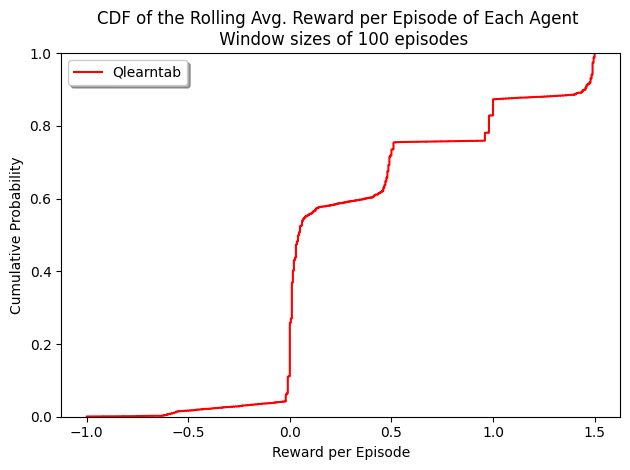 CDF of the Rolling Avg. Reward per Episode of Each Agent
Window sizes of 100 episodes
Qlearntab
Cumulative Probability
1.0
0.8
0.6
0.4
0.2
0.0
−1.0 −0.5 0.0 0.5 1.0 1.5
Reward per Episode